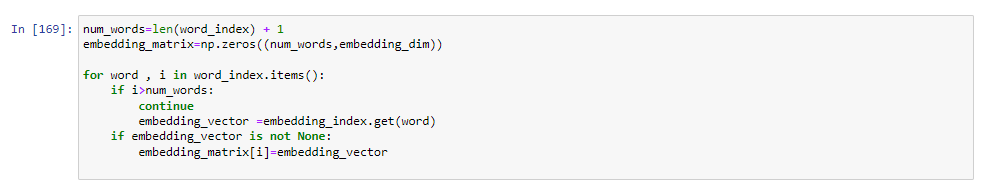 In [169]: num_words=len(word_index) + 1
embedding_matrix=np.zeros((num_words,embedding_dim))

for word , i in word_index.items():
    if i>num_words:
        continue
        embedding_vector =embedding_index.get(word)
    if embedding_vector is not None:
        embedding_matrix[i]=embedding_vector